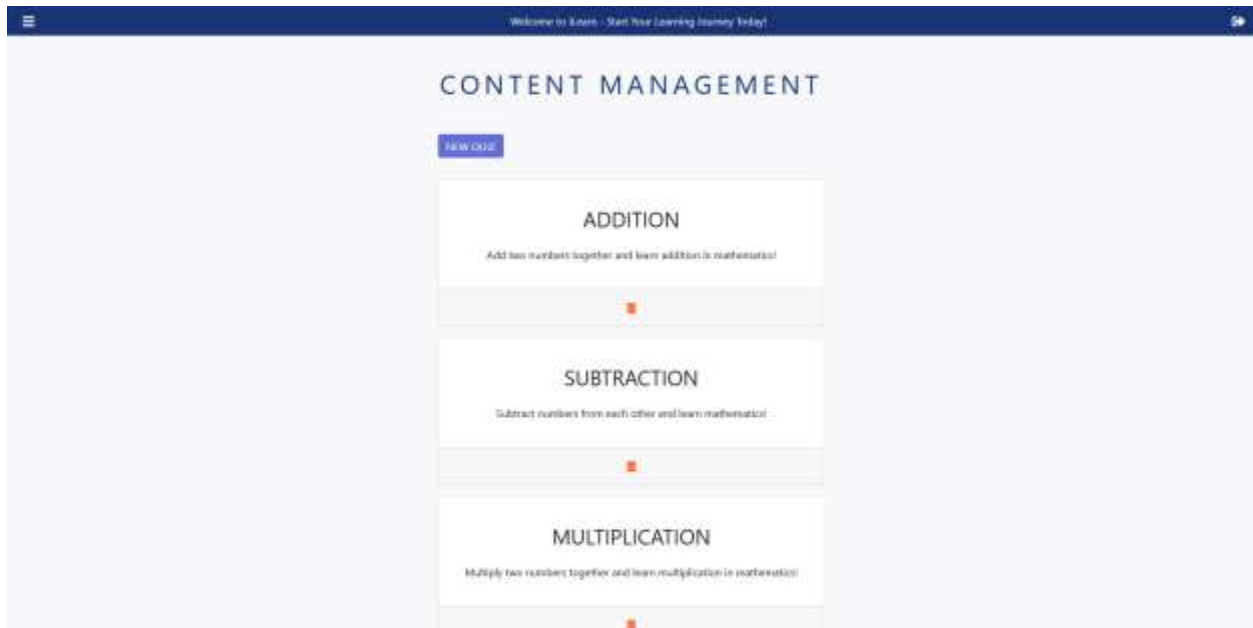 Welcome to iLearn - Start Your Learning Journey Today!
CONTENT MANAGEMENT
NEW QUIZ
ADDITION
Add two numbers together and learn addition in mathematics!
SUBTRACTION
Subtract numbers from each other and learn mathematics!
MULTIPLICATION
Multiply two numbers together and learn multiplication in mathematics!